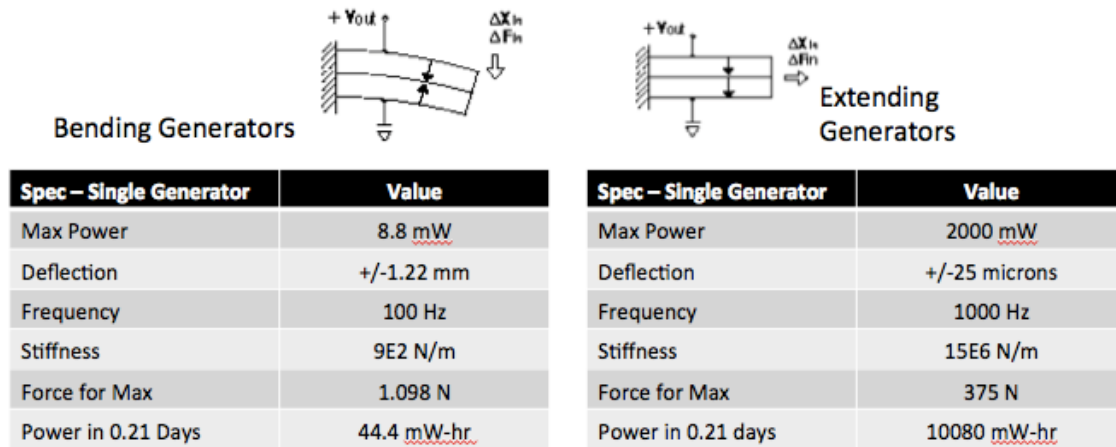 + Vout
ΔXin
ΔFin
Bending Generators
+Vout
ΔXin
ΔFin
Extending
Generators
Spec – Single Generator Value
Max Power 8.8 mW
Deflection +/-1.22 mm
Frequency 100 Hz
Stiffness 9E2 N/m
Force for Max 1.098 N
Power in 0.21 Days 44.4 mW-hr
Spec – Single Generator Value
Max Power 2000 mW
Deflection +/-25 microns
Frequency 1000 Hz
Stiffness 15E6 N/m
Force for Max 375 N
Power in 0.21 days 10080 mW-hr